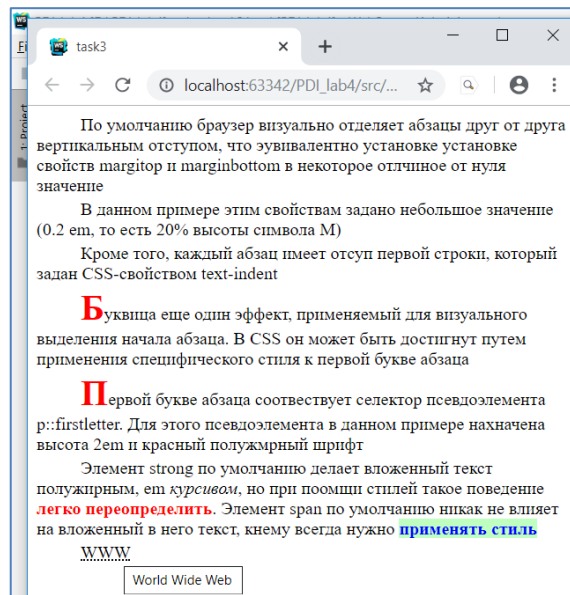 WS
Fi
task3
localhost:63342/PDI_lab4/src/...
1: Project
По умолчанию браузер визуально отделяет абзацы друг от друга
вертикальным отступом, что эувивалентно установке установке
свойств margitop и marginbottom в некоторое отлчиное от нуля
значение
В данном примере этим свойствам задано небольшое значение
(0.2 em, то есть 20% высоты символа М)
Кроме того, каждый абзац имеет отсуп первой строки, который
задан CSS-свойством text-indent
Буквица еще один эффект, применяемый для визуального
выделения начала абзаца. В CSS он может быть достигнут путем
применения специфического стиля к первой букве абзаца
Первой букве абзаца соотвествует селектор псевдоэлемента
p::firstletter. Для этого псевдоэлемента в данном примере нахначена
высота 2em и красный полужмрный шрифт
Элемент strong по умолчанию делает вложенный текст
полужирным, em курсивом, но при поомщи стилей такое поведение
легко переопределить. Элемент span по умолчанию никак не влияет
на вложенный в него текст, кнему всегда нужно применять стиль
WWW
World Wide Web